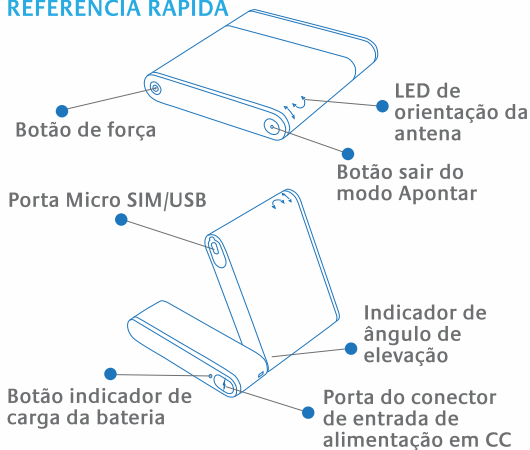 REFERÊNCIA RÁPIDA
LED de
orientação da
antena
Botão de força
Botão sair do
modo Apontar
Porta Micro SIM/USB
Indicador de
ângulo de
elevação
Botão indicador de
carga da bateria
Porta do conector
de entrada de
alimentação em CC